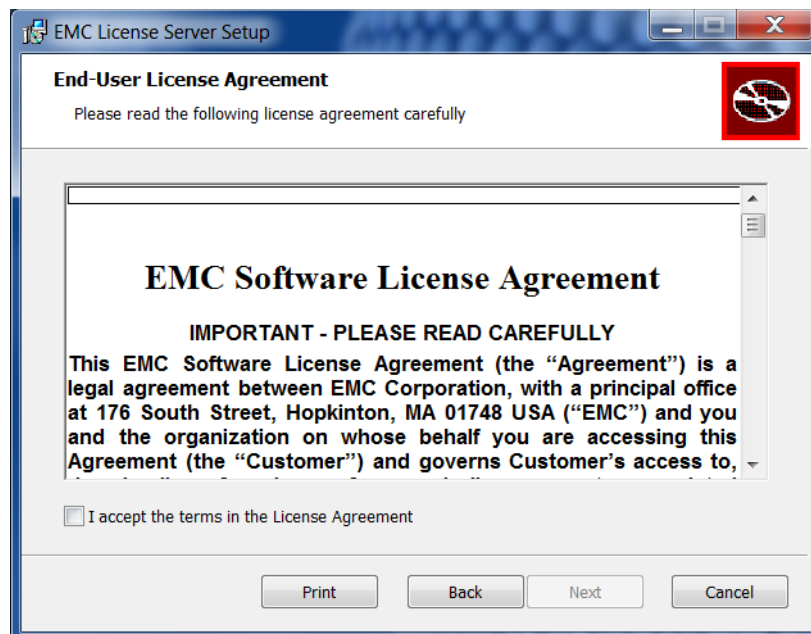 EMC License Server Setup
End-User License Agreement
Please read the following license agreement carefully
EMC Software License Agreement
IMPORTANT - PLEASE READ CAREFULLY
This EMC Software License Agreement (the “Agreement”) is a
legal agreement between EMC Corporation, with a principal office
at 176 South Street, Hopkinton, MA 01748 USA (“EMC”) and you
and the organization on whose behalf you are accessing this
Agreement (the “Customer”) and governs Customer’s access to,
I accept the terms in the License Agreement
Print
Back
Next
Cancel